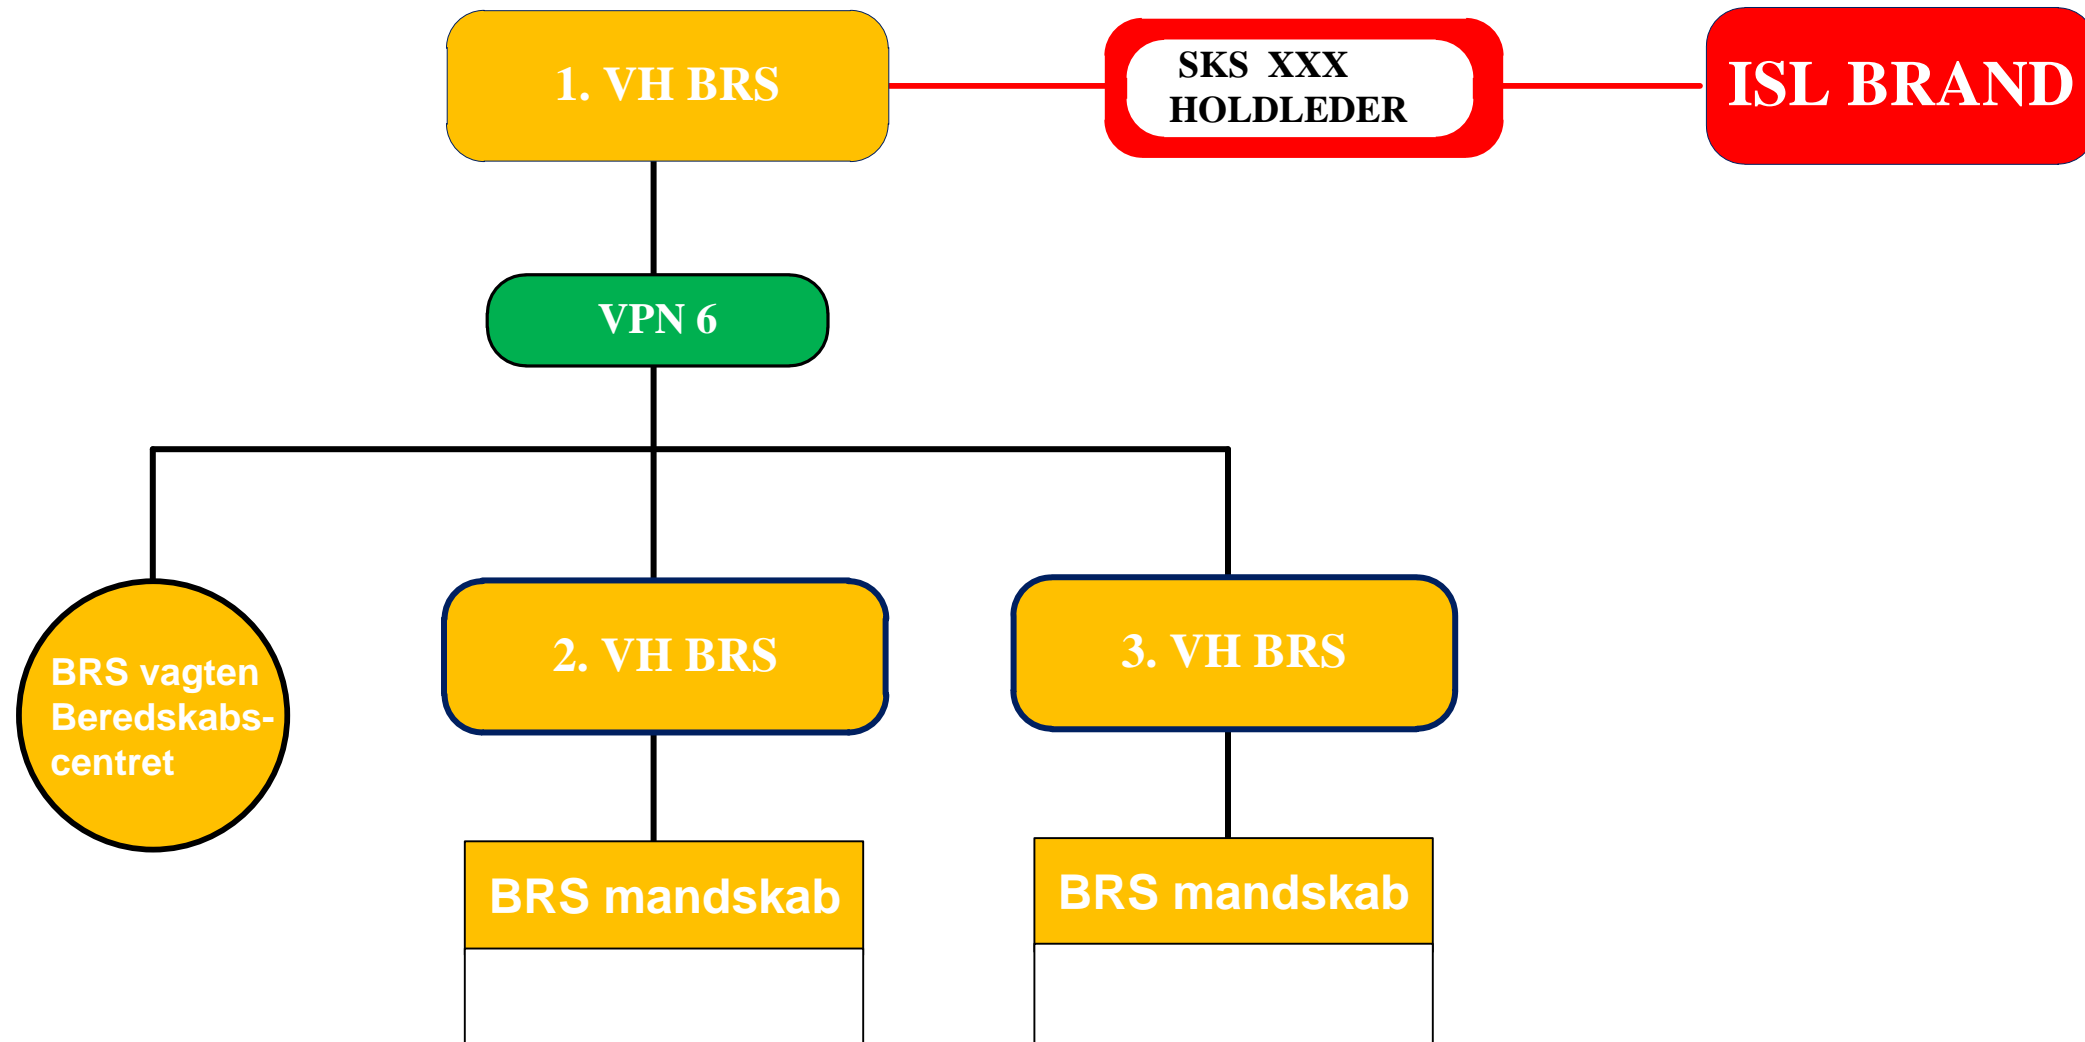 1. VH BRS
SKS XXX
HOLDLEDER
ISL BRAND
VPN 6
BRS vagten
Beredskabs-
centret
2. VH BRS
3. VH BRS
BRS mandskab
BRS mandskab